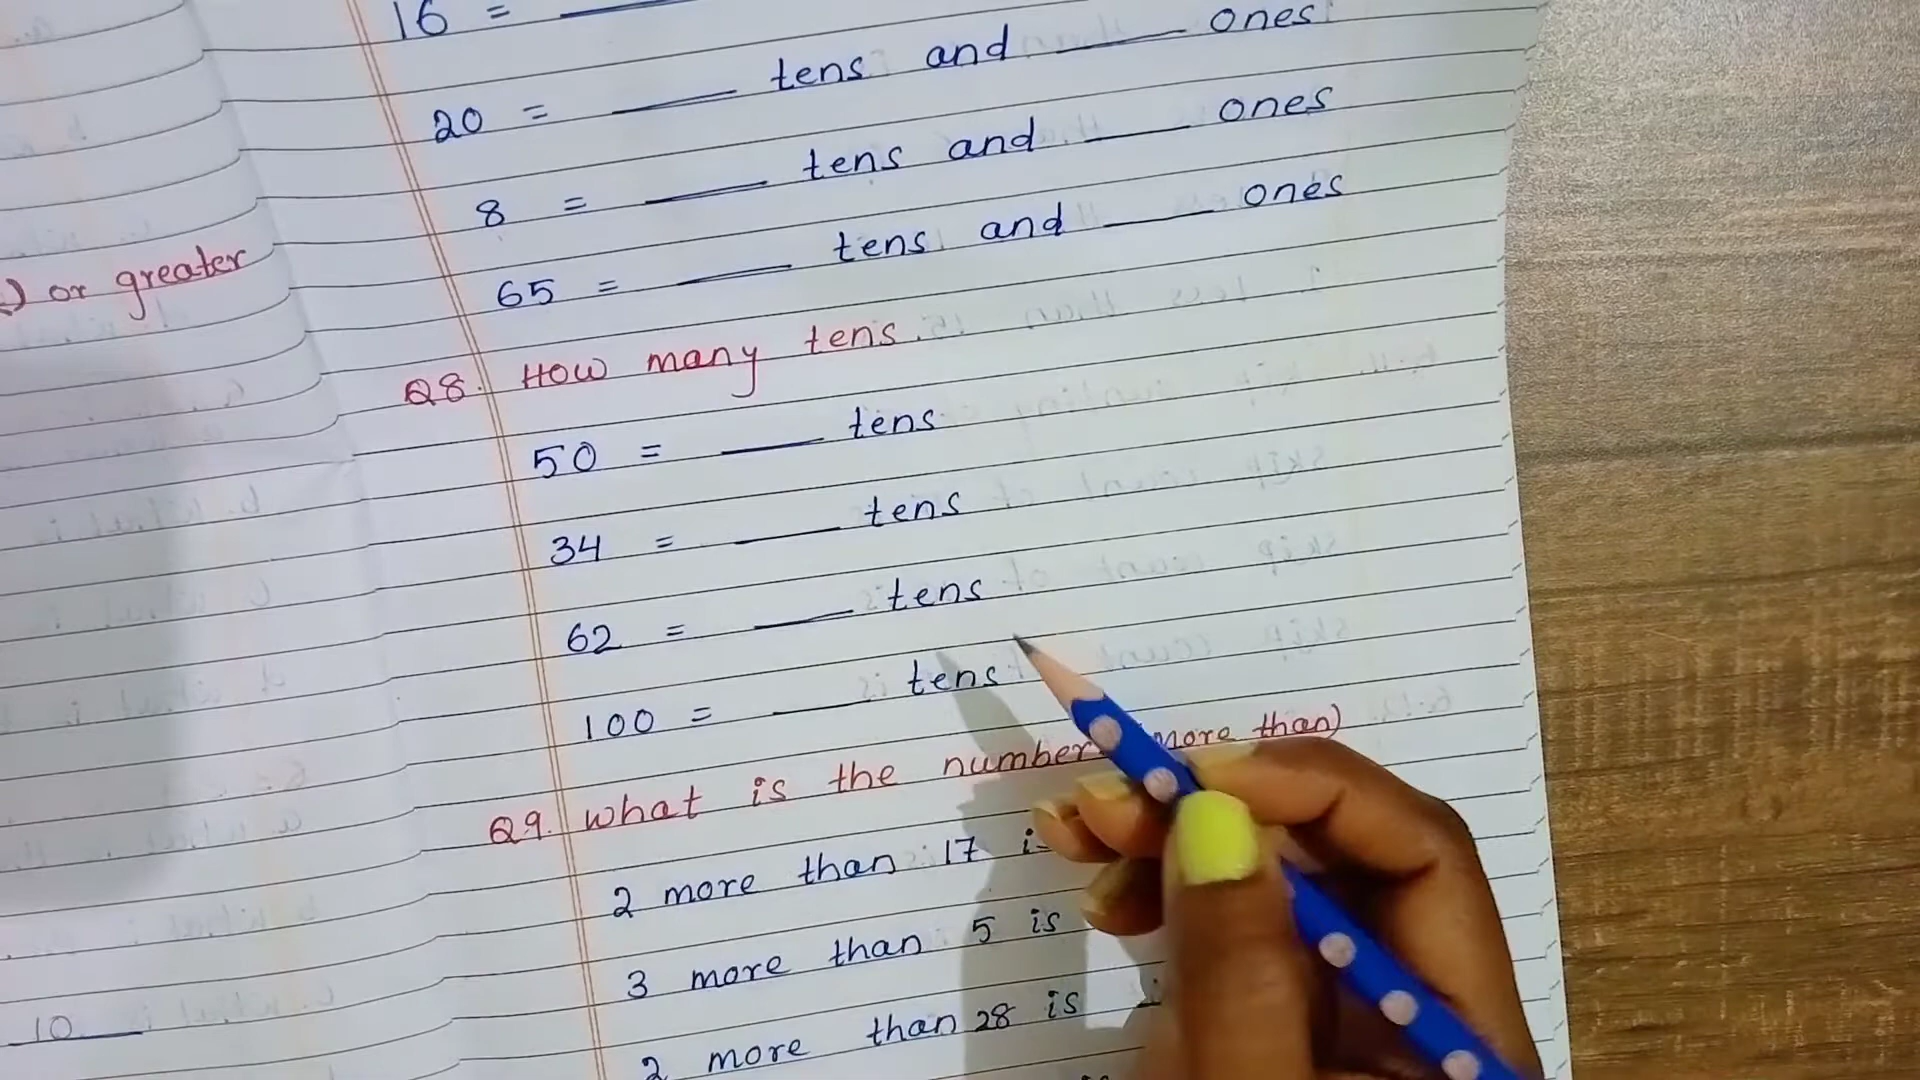 16 =
20 = ____ tens and ____ ones
8 = ____ tens and ____ ones
65 = ____ tens and ____ ones
.) or greater
Q8. How many tens.
50 = ____ tens
34 = ____ tens
62 = ____ tens
100 = ____ tens
Q9. What is the number more than)
2 more than 17
3 more than 5 is
2 more than 28 is
10